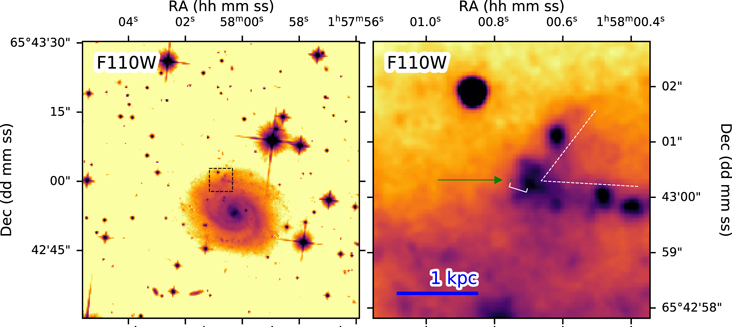 RA (hh mm ss)
04ˢ 02ˢ 58ᵐ00ˢ 58ˢ 1ʰ57ᵐ56ˢ
65°43'30"
15"
00"
42'45"
Dec (dd mm ss)
F110W
RA (hh mm ss)
01.0ˢ 00.8ˢ 00.6ˢ 1ʰ58ᵐ00.4ˢ
F110W
1 kpc
02"
01"
43'00"
59"
65°42'58"
Dec (dd mm ss)